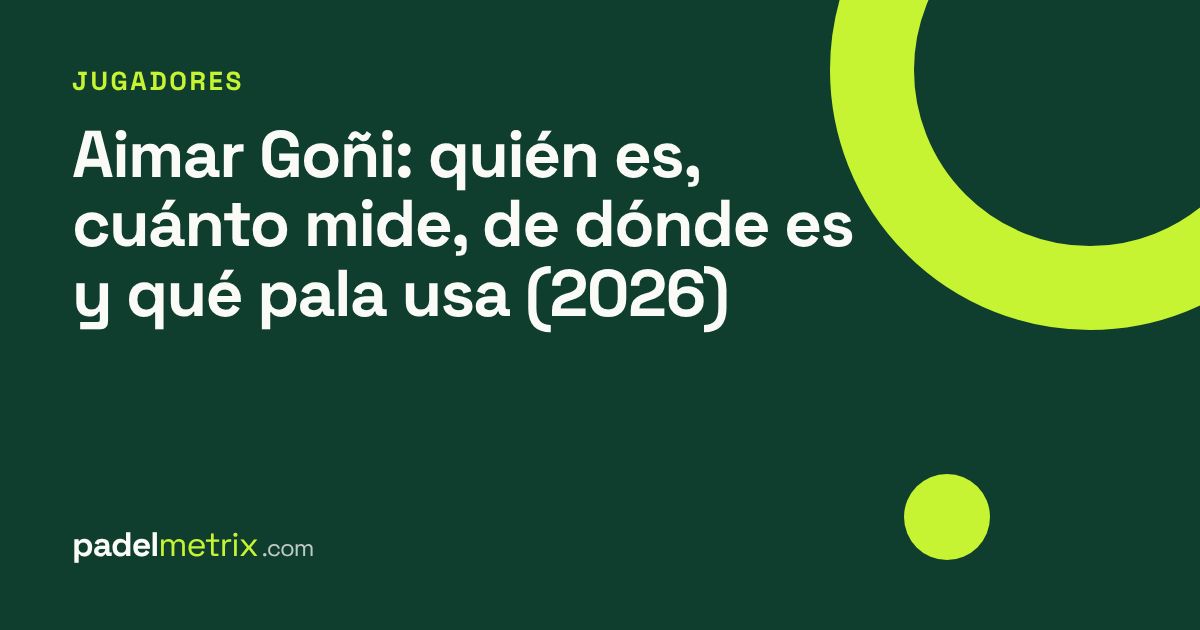 JUGADORES
Aimar Goñi: quién es,
cuánto mide, de dónde es
y qué pala usa (2026)
padelmetrix.com